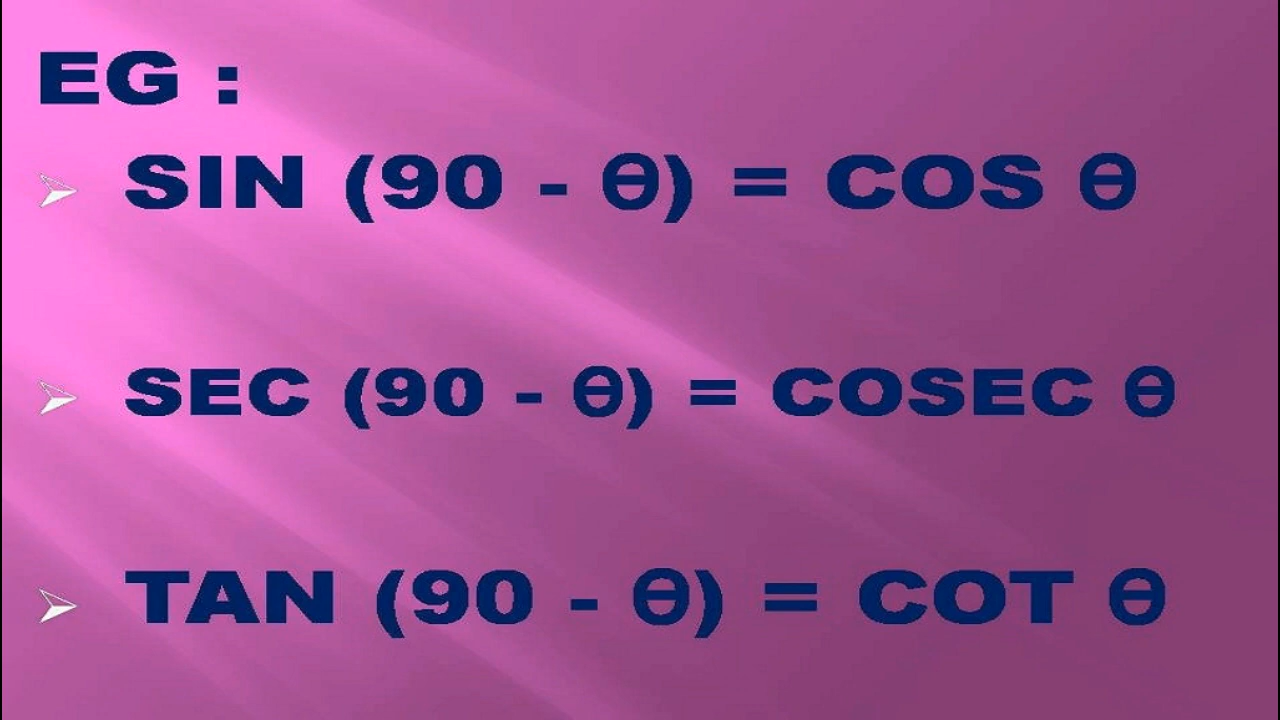 EG :
➢ SIN (90 - Ө) = COS Ө
➢ SEC (90 - Ө) = COSEC Ө
➢ TAN (90 - Ө) = COT Ө